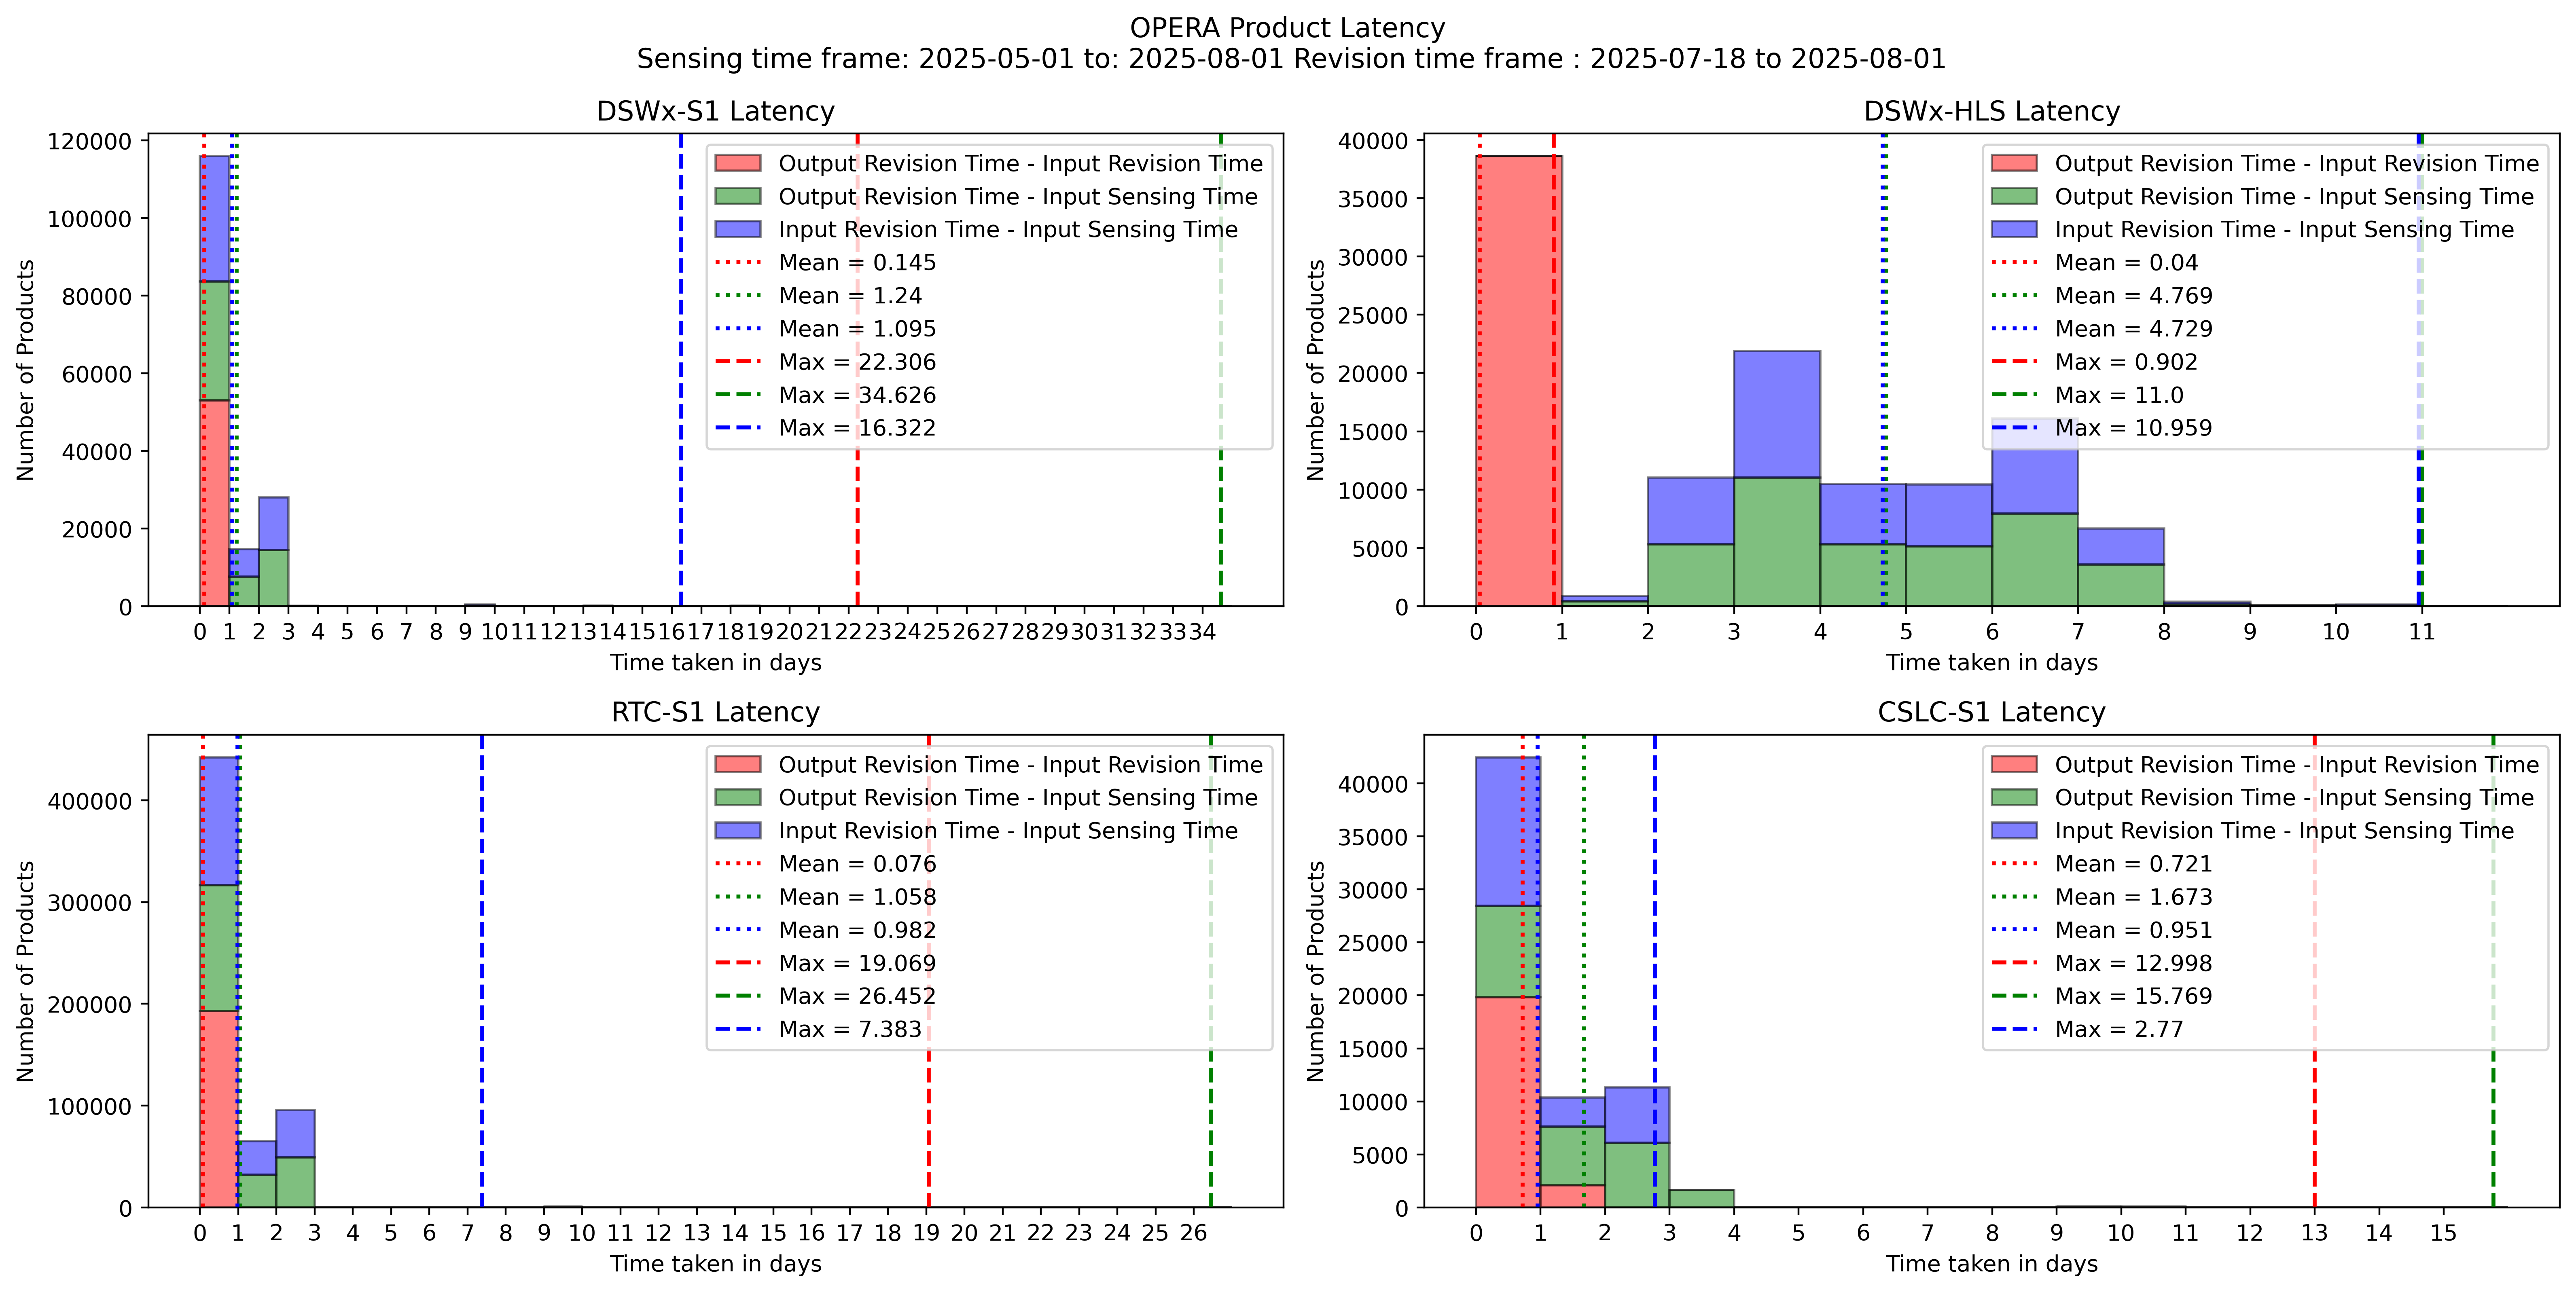 OPERA Product Latency
Sensing time frame: 2025-05-01 to: 2025-08-01 Revision time frame : 2025-07-18 to 2025-08-01
DSWx-S1 Latency
120000
100000
80000
60000
40000
20000
0
Number of Products
Output Revision Time - Input Revision Time
Output Revision Time - Input Sensing Time
Input Revision Time - Input Sensing Time
Mean = 0.145
Mean = 1.24
Mean = 1.095
Max = 22.306
Max = 34.626
Max = 16.322
0 1 2 3 4 5 6 7 8 9 10 11 12 13 14 15 16 17 18 19 20 21 22 23 24 25 26 27 28 29 30 31 32 33 34
Time taken in days
DSWx-HLS Latency
40000
35000
30000
25000
20000
15000
10000
5000
0
Number of Products
Output Revision Time - Input Revision Time
Output Revision Time - Input Sensing Time
Input Revision Time - Input Sensing Time
Mean = 0.04
Mean = 4.769
Mean = 4.729
Max = 0.902
Max = 11.0
Max = 10.959
0 1 2 3 4 5 6 7 8 9 10 11
Time taken in days
RTC-S1 Latency
400000
300000
200000
100000
0
Number of Products
Output Revision Time - Input Revision Time
Output Revision Time - Input Sensing Time
Input Revision Time - Input Sensing Time
Mean = 0.076
Mean = 1.058
Mean = 0.982
Max = 19.069
Max = 26.452
Max = 7.383
0 1 2 3 4 5 6 7 8 9 10 11 12 13 14 15 16 17 18 19 20 21 22 23 24 25 26
Time taken in days
CSLC-S1 Latency
40000
35000
30000
25000
20000
15000
10000
5000
0
Number of Products
Output Revision Time - Input Revision Time
Output Revision Time - Input Sensing Time
Input Revision Time - Input Sensing Time
Mean = 0.721
Mean = 1.673
Mean = 0.951
Max = 12.998
Max = 15.769
Max = 2.77
0 1 2 3 4 5 6 7 8 9 10 11 12 13 14 15
Time taken in days